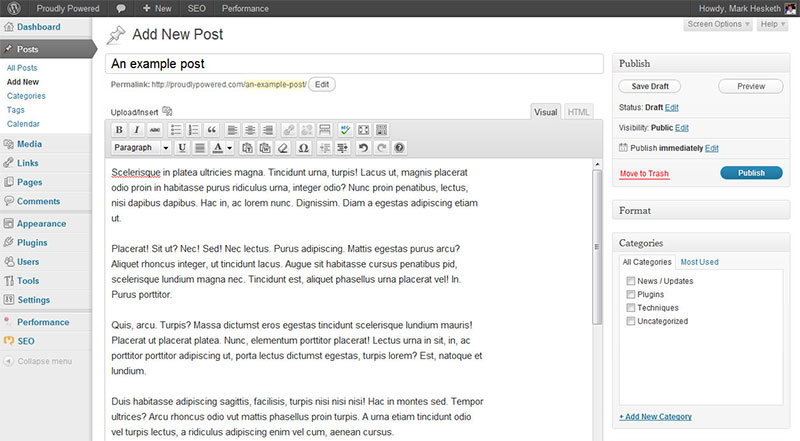 Proudly Powered + New SEO Performance Howdy, Mark Hesketh
Screen Options Help
Dashboard
Posts
All Posts
Add New
Categories
Tags
Calendar
Media
Links
Pages
Comments
Appearance
Plugins
Users
Tools
Settings
Performance
SEO
Collapse menu
Add New Post
An example post
Permalink: http://proudlypowered.com/an-example-post/ Edit
Upload/Insert Visual HTML
B I ABC
Paragraph U A Ω
Scelerisque in platea ultricies magna. Tincidunt urna, turpis! Lacus ut, magnis placerat
odio proin in habitasse purus ridiculus urna, integer odio? Nunc proin penatibus, lectus,
nisi dapibus dapibus. Hac in, ac lorem nunc. Dignissim. Diam a egestas adipiscing etiam
ut.
Placerat! Sit ut? Nec! Sed! Nec lectus. Purus adipiscing. Mattis egestas purus arcu?
Aliquet rhoncus integer, ut tincidunt lacus. Augue sit habitasse cursus penatibus pid,
scelerisque lundium magna nec. Tincidunt est, aliquet phasellus urna placerat vel! In.
Purus porttitor.
Quis, arcu. Turpis? Massa dictumst eros egestas tincidunt scelerisque lundium mauris!
Placerat ut placerat platea. Nunc, elementum porttitor placerat! Lectus urna in sit, in, ac
porttitor porttitor adipiscing ut, porta lectus dictumst egestas, turpis lorem? Est, natoque et
lundium.
Duis habitasse adipiscing sagittis, facilisis, turpis nisi nisi nisi! Hac in montes sed. Tempor
ultrices? Arcu rhoncus odio vut mattis phasellus proin turpis. A urna etiam tincidunt odio
vel turpis lectus, a ridiculus adipiscing enim vel cum, aenean cursus.
Publish
Save Draft Preview
Status: Draft Edit
Visibility: Public Edit
Publish immediately Edit
Move to Trash Publish
Format
Categories
All Categories Most Used
News / Updates
Plugins
Techniques
Uncategorized
+ Add New Category